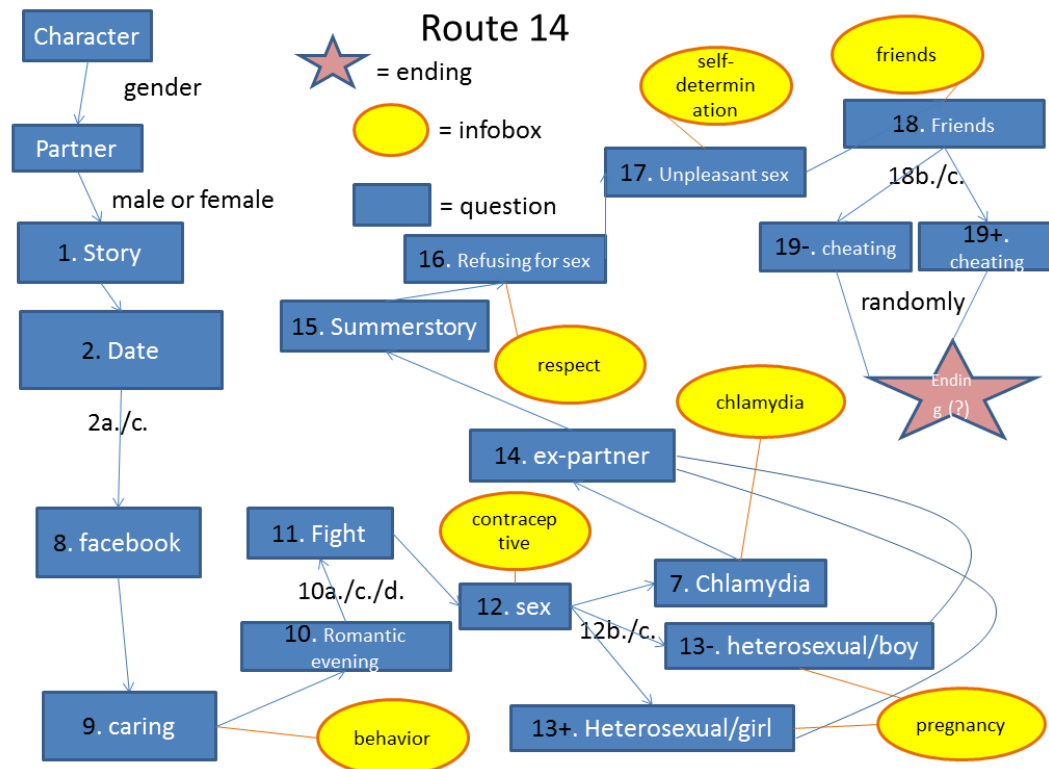 Route 14
Character
gender
Partner
male or female
1. Story
2. Date
2a./c.
8. facebook
9. caring
behavior
= ending
= infobox
= question
10. Romantic
evening
10a./c./d.
11. Fight
contracep
tive
12. sex
12b./c.
7. Chlamydia
chlamydia
13-. heterosexual/boy
13+. Heterosexual/girl
pregnancy
14. ex-partner
15. Summerstory
16. Refusing for sex
respect
17. Unpleasant sex
self-
determin
ation
18. Friends
friends
18b./c.
19-. cheating
19+.
cheating
randomly
Endin
g (?)